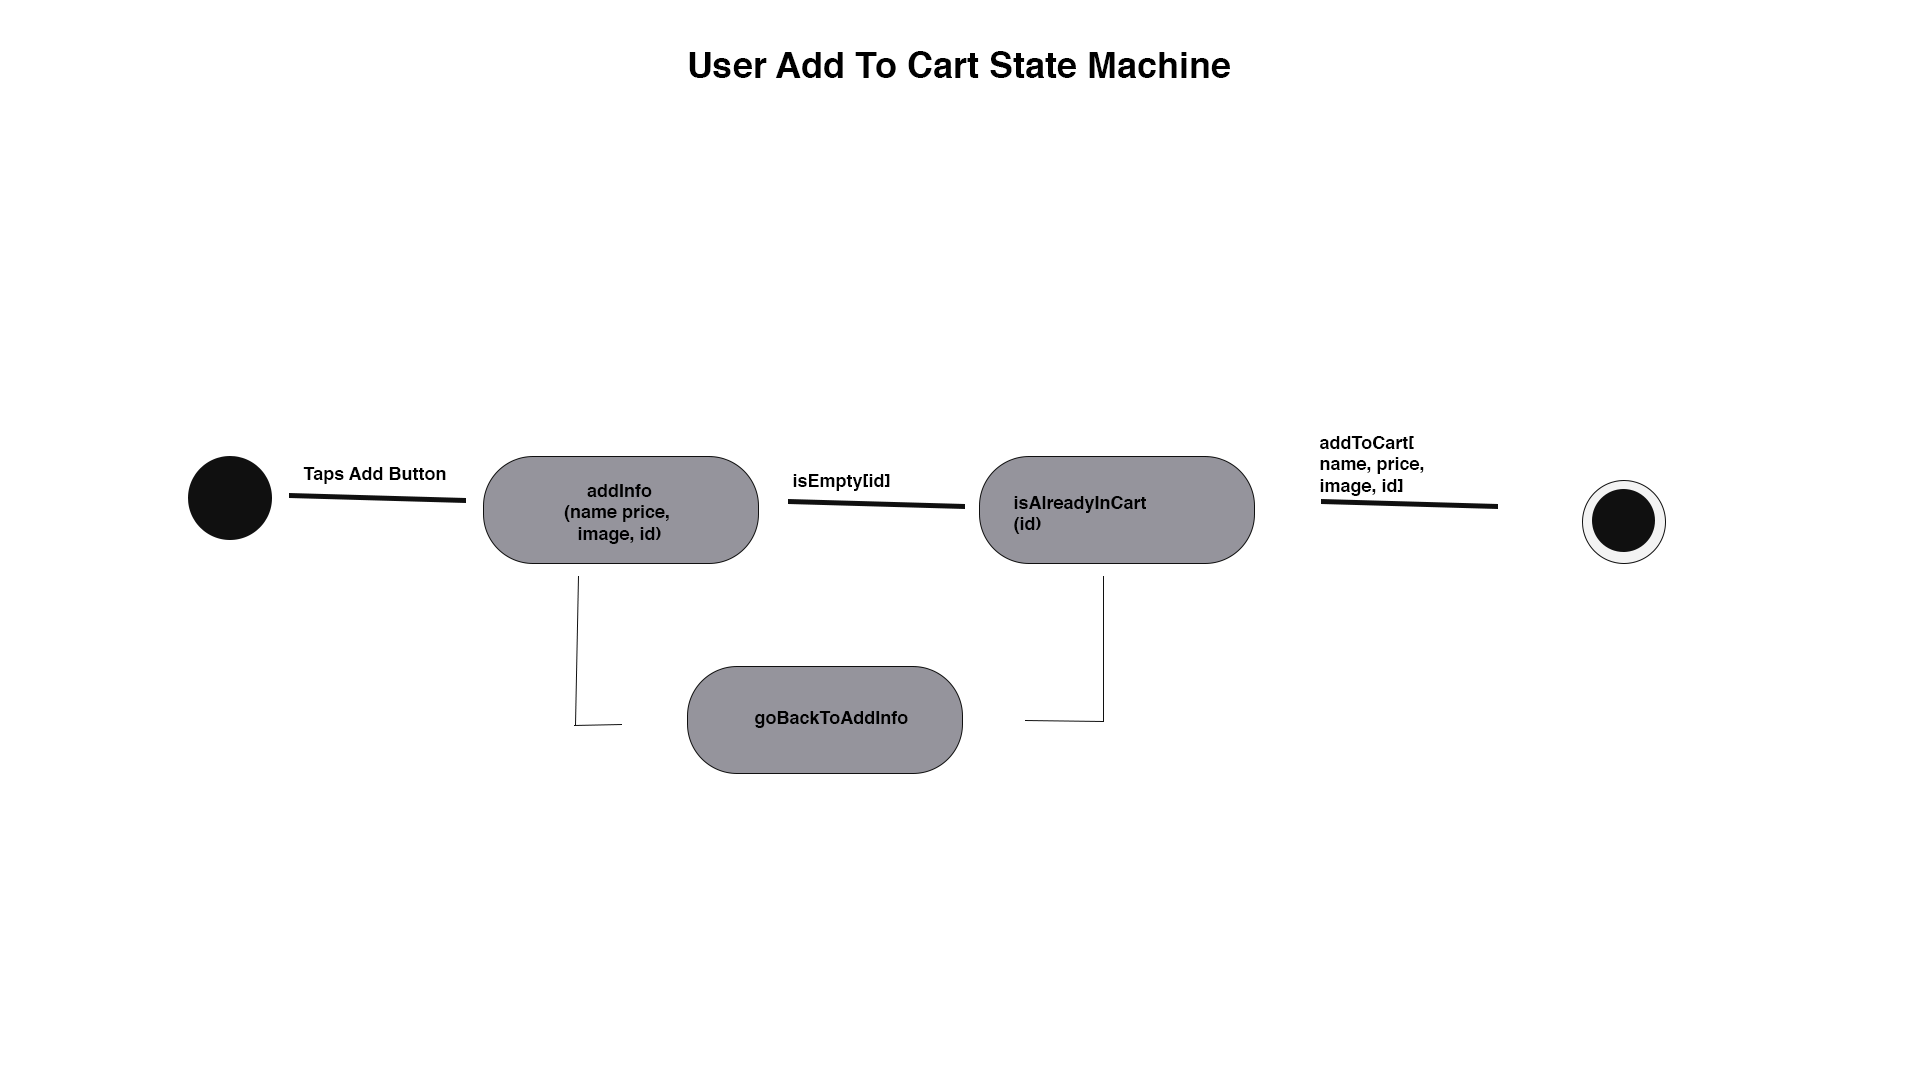 User Add To Cart State Machine
Taps Add Button
addInfo
(name price,
image, id)
isEmpty[id]
isAlreadyInCart
(id)
addToCart[
name, price,
image, id]
goBackToAddInfo